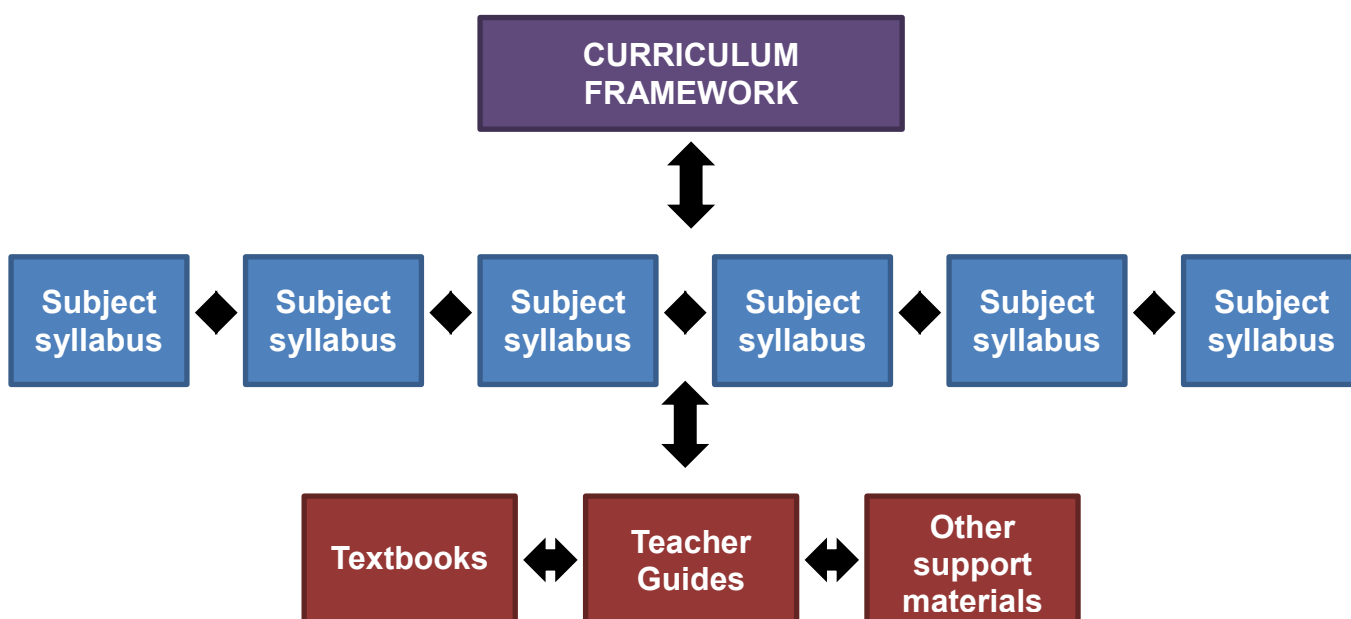 CURRICULUM
FRAMEWORK
Subject
syllabus
Subject
syllabus
Subject
syllabus
Subject
syllabus
Subject
syllabus
Subject
syllabus
Textbooks
Teacher
Guides
Other
support
materials